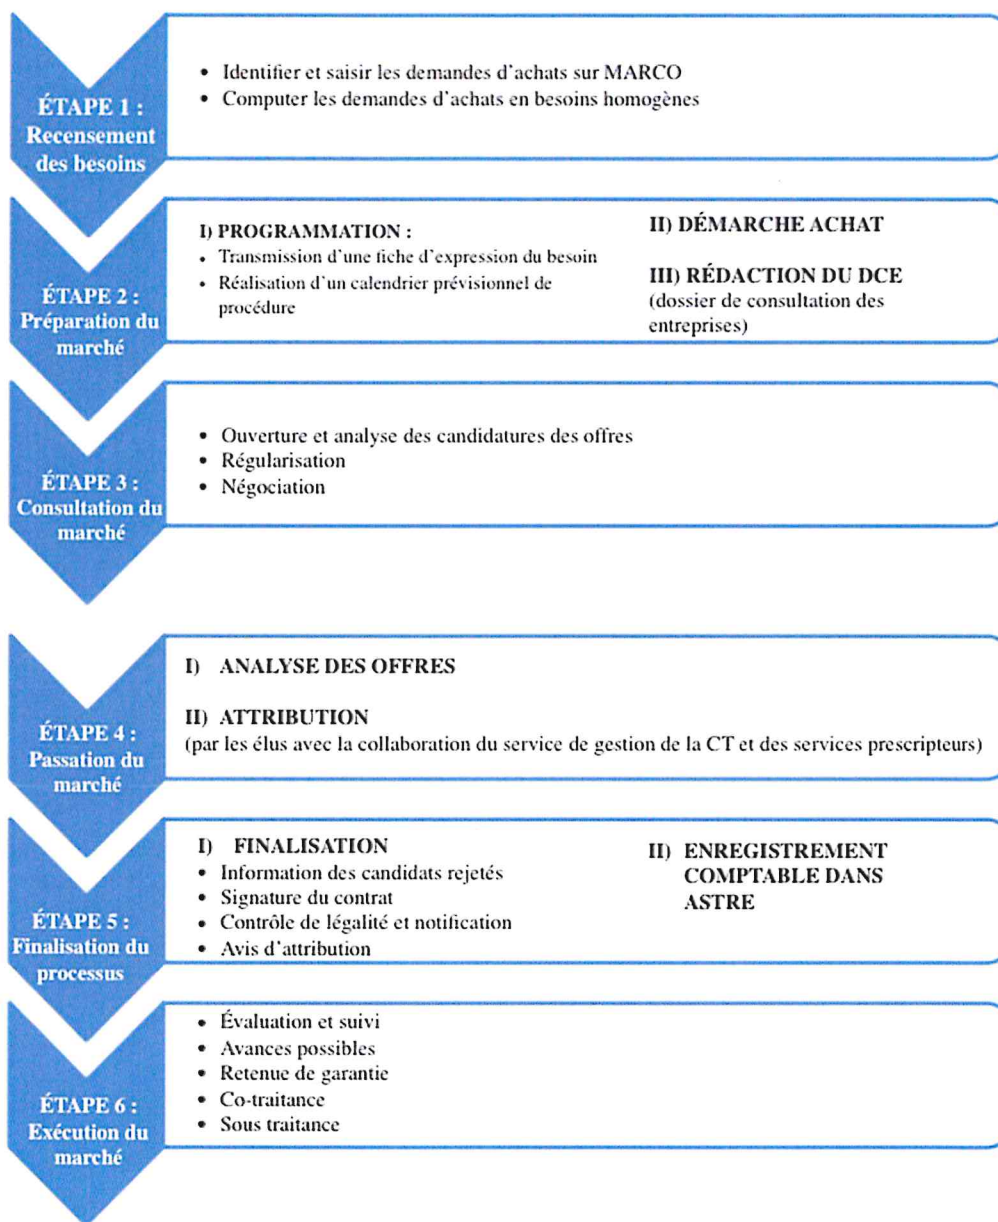 ÉTAPE 1 :
Recensement
des besoins
• Identifier et saisir les demandes d'achats sur MARCO
• Computer les demandes d'achats en besoins homogènes
ÉTAPE 2 :
Préparation du
marché
I) PROGRAMMATION :
• Transmission d'une fiche d'expression du besoin
• Réalisation d'un calendrier prévisionnel de
procédure
II) DÉMARCHE ACHAT
III) RÉDACTION DU DCE
(dossier de consultation des
entreprises)
ÉTAPE 3 :
Consultation du
marché
• Ouverture et analyse des candidatures des offres
• Régularisation
• Négociation
ÉTAPE 4 :
Passation du
marché
I) ANALYSE DES OFFRES
II) ATTRIBUTION
(par les élus avec la collaboration du service de gestion de la CT et des services prescripteurs)
ÉTAPE 5 :
Finalisation du
processus
I) FINALISATION
• Information des candidats rejetés
• Signature du contrat
• Contrôle de légalité et notification
• Avis d'attribution
II) ENREGISTREMENT
COMPTABLE DANS
ASTRE
ÉTAPE 6 :
Exécution du
marché
• Évaluation et suivi
• Avances possibles
• Retenue de garantie
• Co-traitance
• Sous traitance